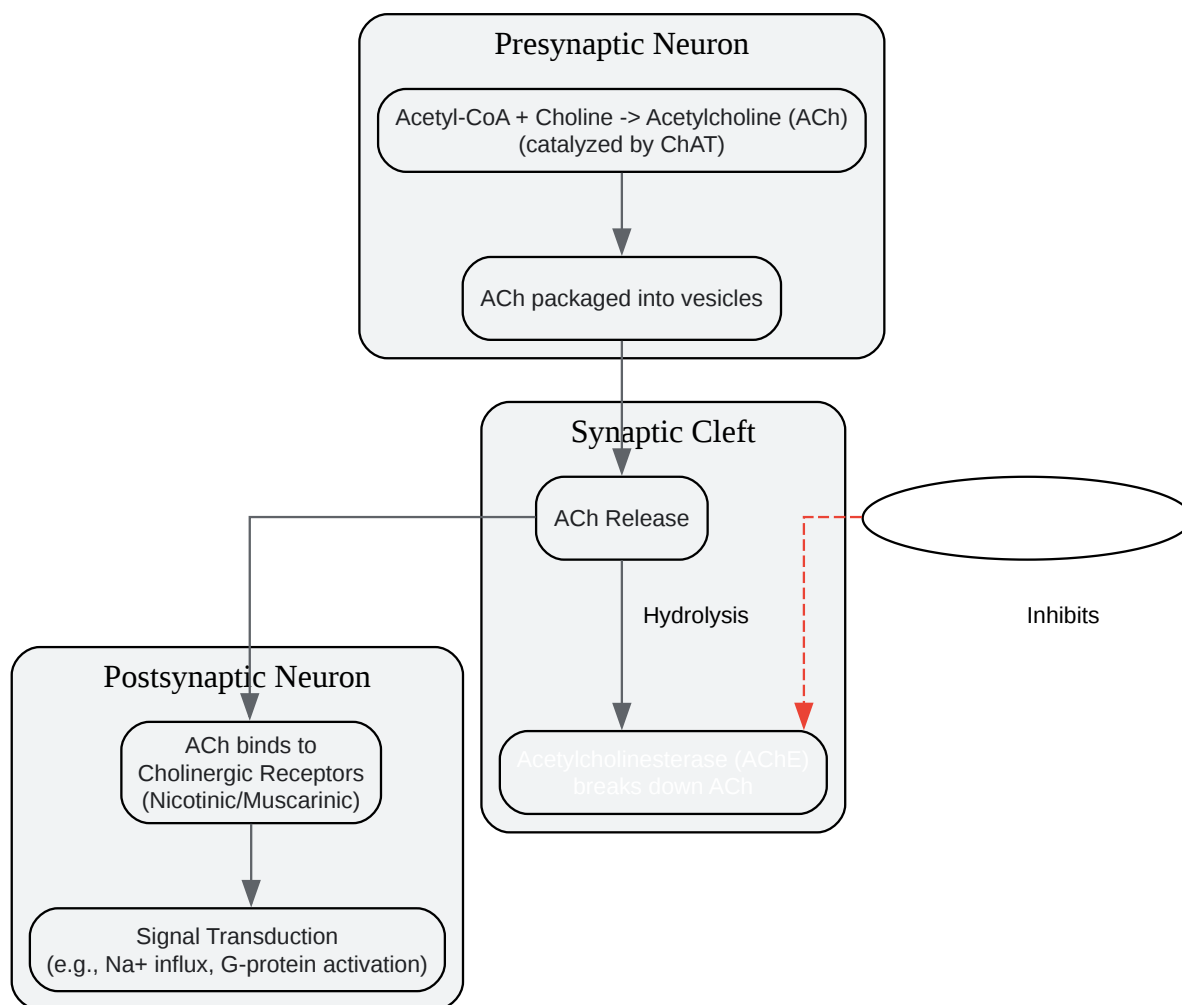 Presynaptic Neuron
Acetyl-CoA + Choline -> Acetylcholine (ACh)
(catalyzed by ChAT)
ACh packaged into vesicles
Synaptic Cleft
ACh Release
Hydrolysis
Inhibits
Postsynaptic Neuron
ACh binds to
Cholinergic Receptors
(Nicotinic/Muscarinic)
Acetylcholinesterase (AChE)
breaks down ACh
Signal Transduction
(e.g., Na+ influx, G-protein activation)